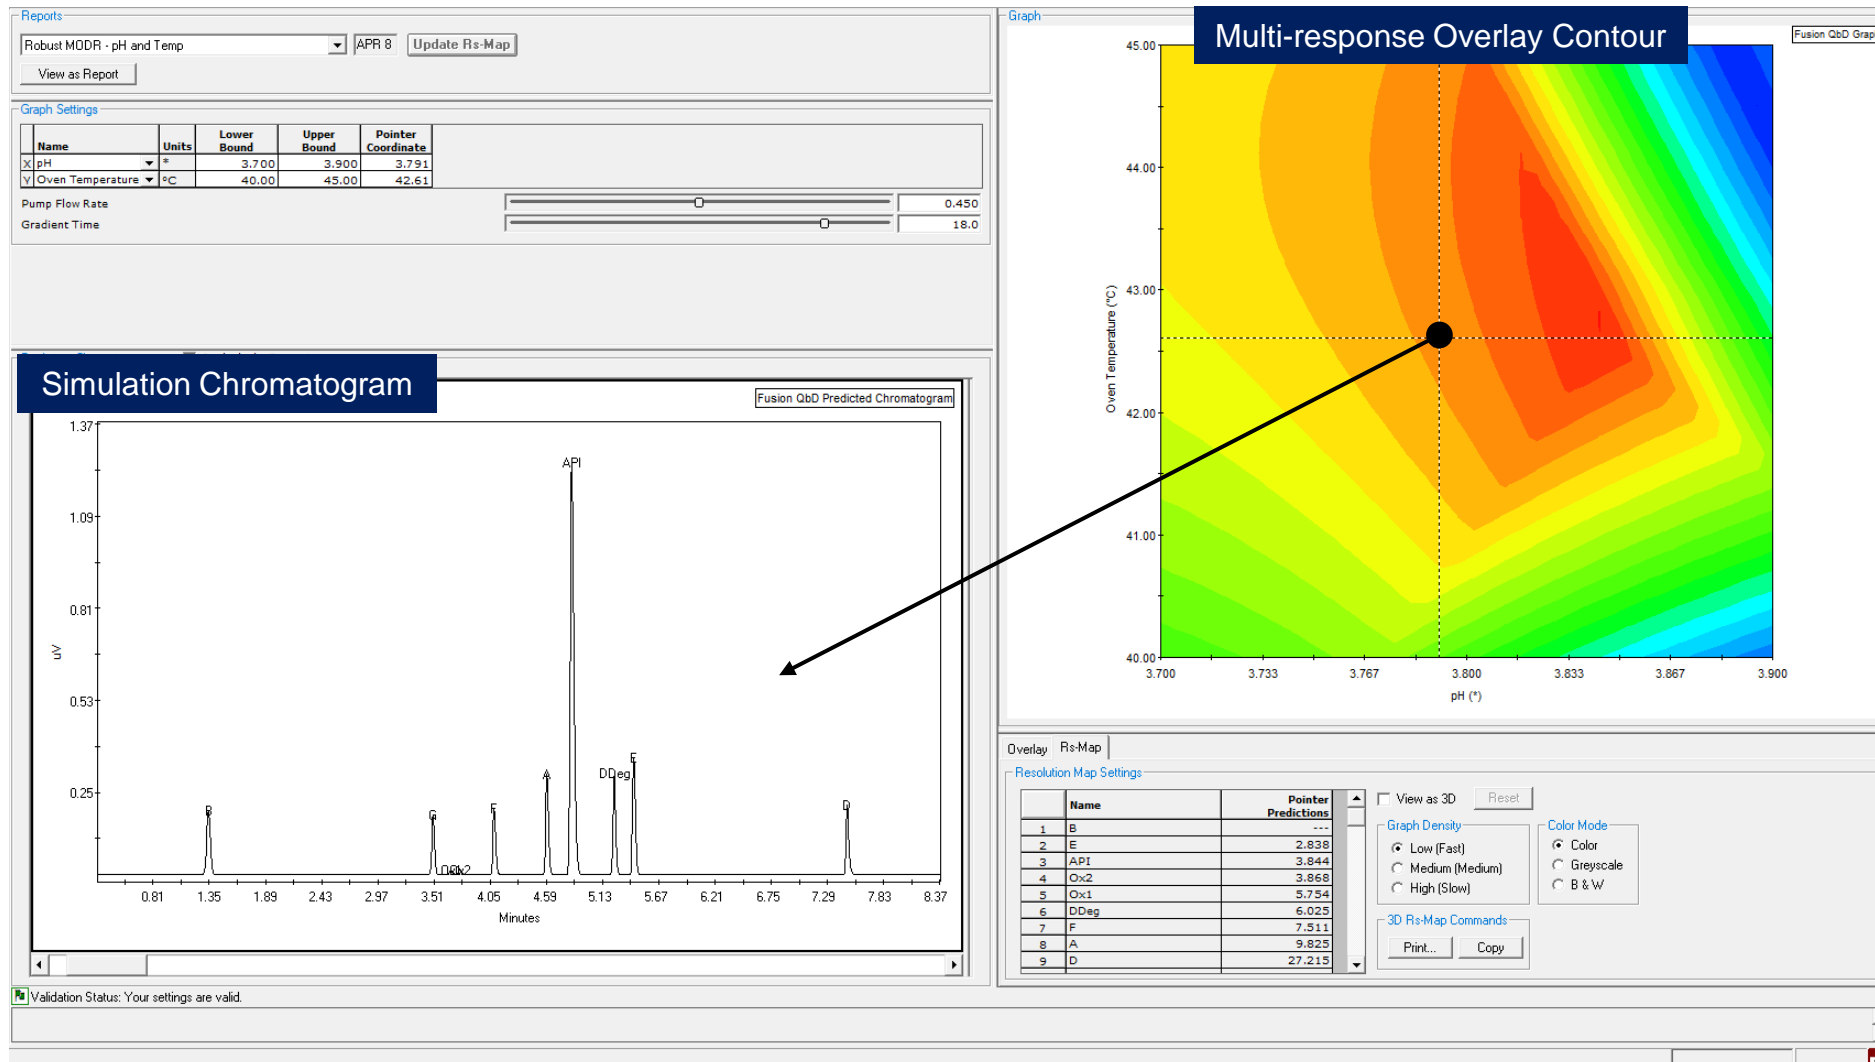 Reports
Robust MODR - pH and Temp
APR 8
Update Rs-Map
View as Report
Graph Settings
Name Units Lower Bound Upper Bound Pointer Coordinate
X pH * 3.700 3.900 3.791
Y Oven Temperature °C 40.00 45.00 42.61
Pump Flow Rate 0.450
Gradient Time 18.0
Simulation Chromatogram
Fusion QbD Predicted Chromatogram
1.37
1.09
0.81
0.53
0.25
uV
B
G
F
A
API
DDeg
E
D
0.81 1.35 1.89 2.43 2.97 3.51 4.05 4.59 5.13 5.67 6.21 6.75 7.29 7.83 8.37
Minutes
Validation Status: Your settings are valid.
Graph
Multi-response Overlay Contour
Fusion QbD Grap
45.00
44.00
43.00
42.00
41.00
40.00
Oven Temperature (°C)
3.700 3.733 3.767 3.800 3.833 3.867 3.900
pH (*)
Overlay Rs-Map
Resolution Map Settings
Name Pointer Predictions
1 B ---
2 E 2.838
3 API 3.844
4 Ox2 3.868
5 Ox1 5.754
6 DDeg 6.025
7 F 7.511
8 A 9.825
9 D 27.215
View as 3D
Reset
Graph Density
Low (Fast)
Medium (Medium)
High (Slow)
Color Mode
Color
Greyscale
B & W
3D Rs-Map Commands
Print... Copy